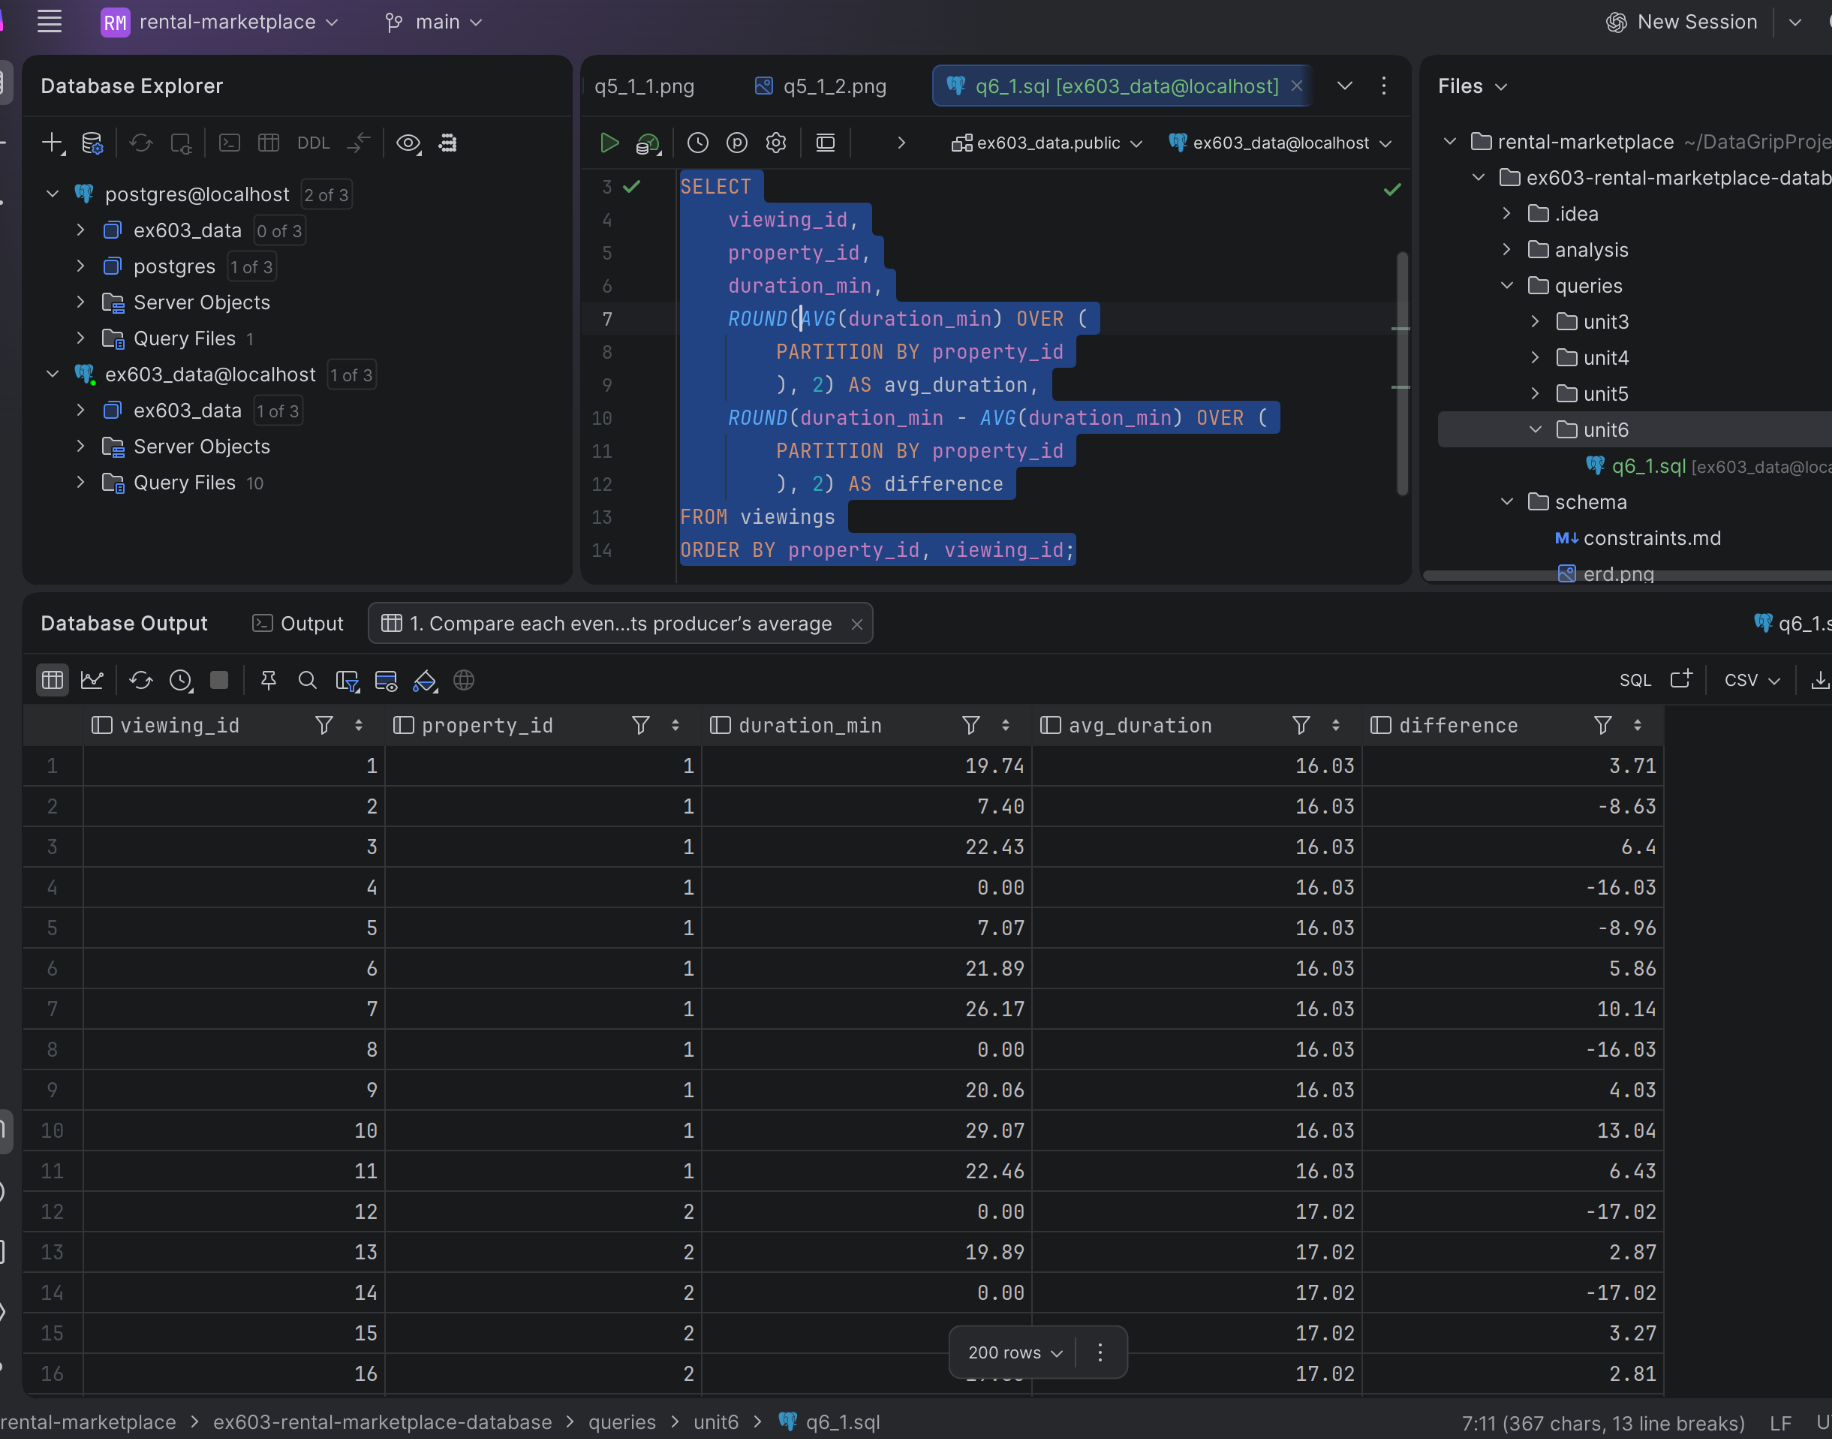 RM rental-marketplace main New Session
Database Explorer
DDL
postgres@localhost 2 of 3
ex603_data 0 of 3
postgres 1 of 3
Server Objects
Query Files 1
ex603_data@localhost 1 of 3
ex603_data 1 of 3
Server Objects
Query Files 10
q5_1_1.png q5_1_2.png q6_1.sql [ex603_data@localhost]
ex603_data.public ex603_data@localhost
3 SELECT
4 viewing_id,
5 property_id,
6 duration_min,
7 ROUND(AVG(duration_min) OVER (
8 PARTITION BY property_id
9 ), 2) AS avg_duration,
10 ROUND(duration_min - AVG(duration_min) OVER (
11 PARTITION BY property_id
12 ), 2) AS difference
13 FROM viewings
14 ORDER BY property_id, viewing_id;
Files
rental-marketplace ~/DataGripProje
ex603-rental-marketplace-datab
.idea
analysis
queries
unit3
unit4
unit5
unit6
q6_1.sql [ex603_data@loca
schema
M↓ constraints.md
erd.png
Database Output Output 1. Compare each even...ts producer's average q6_1.s
SQL CSV
viewing_id property_id duration_min avg_duration difference
1 1 1 19.74 16.03 3.71
2 2 1 7.40 16.03 -8.63
3 3 1 22.43 16.03 6.4
4 4 1 0.00 16.03 -16.03
5 5 1 7.07 16.03 -8.96
6 6 1 21.89 16.03 5.86
7 7 1 26.17 16.03 10.14
8 8 1 0.00 16.03 -16.03
9 9 1 20.06 16.03 4.03
10 10 1 29.07 16.03 13.04
11 11 1 22.46 16.03 6.43
12 12 2 0.00 17.02 -17.02
13 13 2 19.89 17.02 2.87
14 14 2 0.00 17.02 -17.02
15 15 2 17.02 3.27
200 rows
16 16 2 17.02 2.81
rental-marketplace > ex603-rental-marketplace-database > queries > unit6 > q6_1.sql 7:11 (367 chars, 13 line breaks) LF U